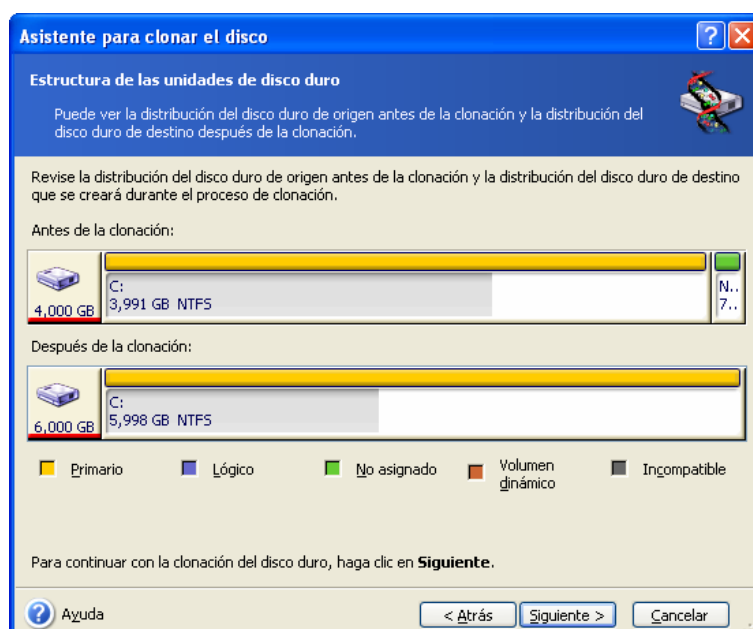 Asistente para clonar el disco
Estructura de las unidades de disco duro
Puede ver la distribución del disco duro de origen antes de la clonación y la distribución del
disco duro de destino después de la clonación.
Revise la distribución del disco duro de origen antes de la clonación y la distribución del disco duro de destino
que se creará durante el proceso de clonación.
Antes de la clonación:
4,000 GB
C:
3,991 GB NTFS
N..
7..
Después de la clonación:
6,000 GB
C:
5,998 GB NTFS
Primario
Lógico
No asignado
Volumen
dinámico
Incompatible
Para continuar con la clonación del disco duro, haga clic en Siguiente.
Ayuda
< Atrás
Siguiente >
Cancelar